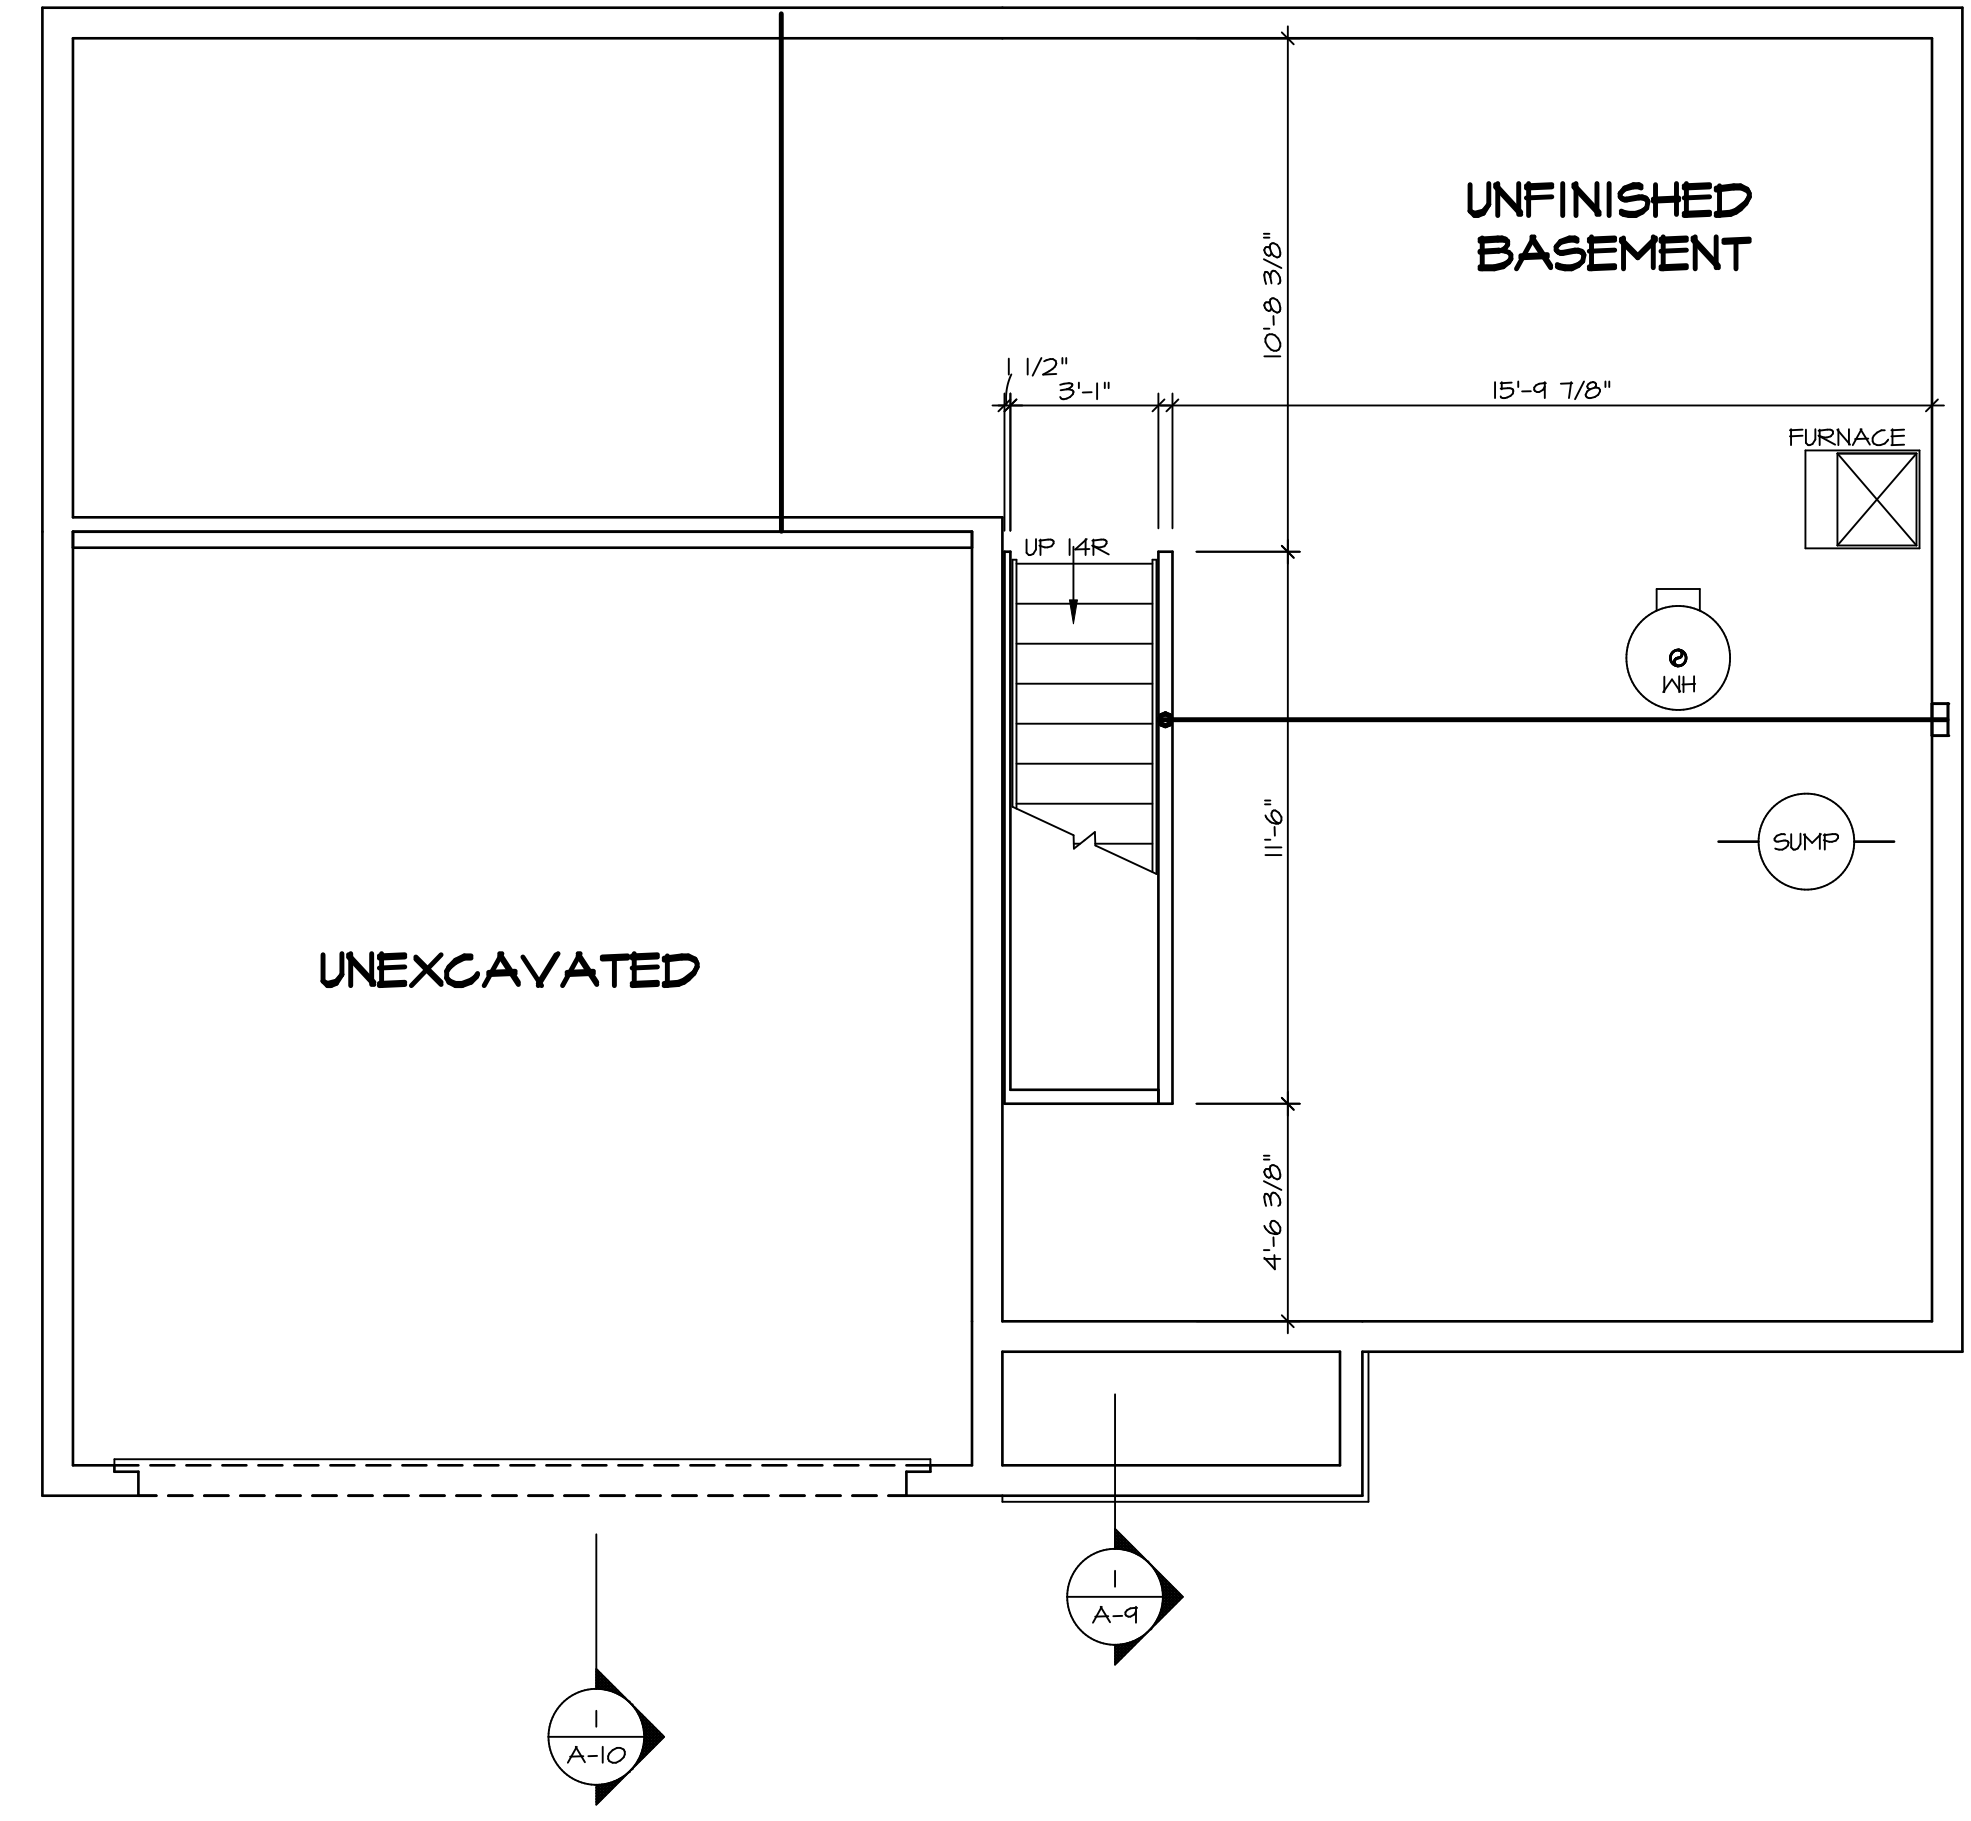 UNFINISHED
BASEMENT
10'-8 3/8"
1 1/2"
3'-1"
15'-9 7/8"
FURNACE
UP 14R
WH
11'-6"
SUMP
UNEXCAVATED
4'-6 3/8"
1
A-9
1
A-10